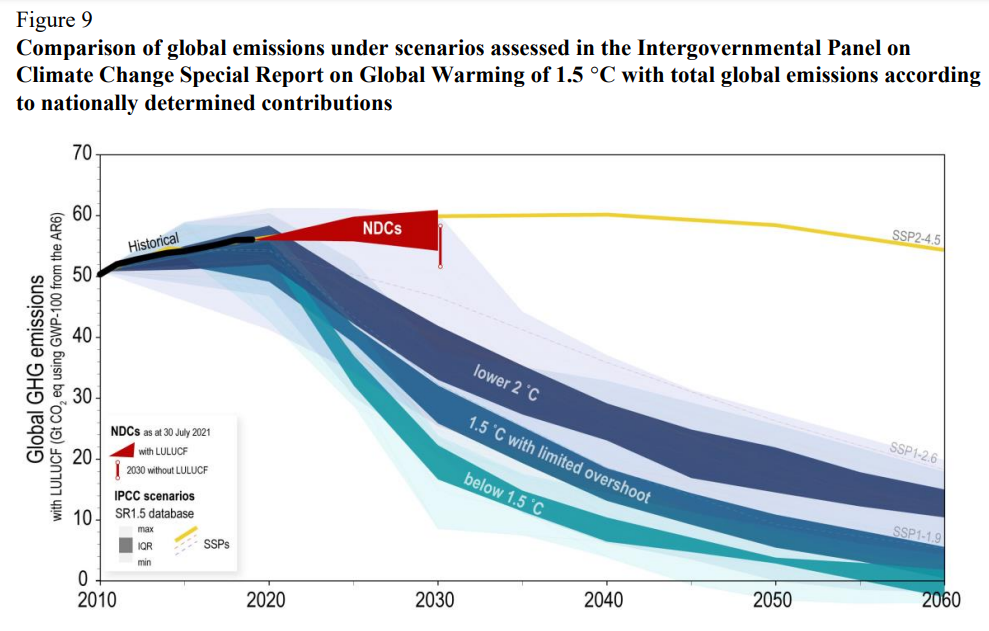 Figure 9
Comparison of global emissions under scenarios assessed in the Intergovernmental Panel on
Climate Change Special Report on Global Warming of 1.5 °C with total global emissions according
to nationally determined contributions
Global GHG emissions
with LULUCF (Gt CO₂ eq using GWP-100 from the AR6)
70
60
50
40
30
20
10
0
Historical
NDCs
SSP2-4.5
lower 2 °C
1.5 °C with limited overshoot
below 1.5 °C
SSP1-2.6
SSP1-1.9
NDCs as at 30 July 2021
with LULUCF
2030 without LULUCF
IPCC scenarios
SR1.5 database
max
IQR
min
SSPs
2010
2020
2030
2040
2050
2060